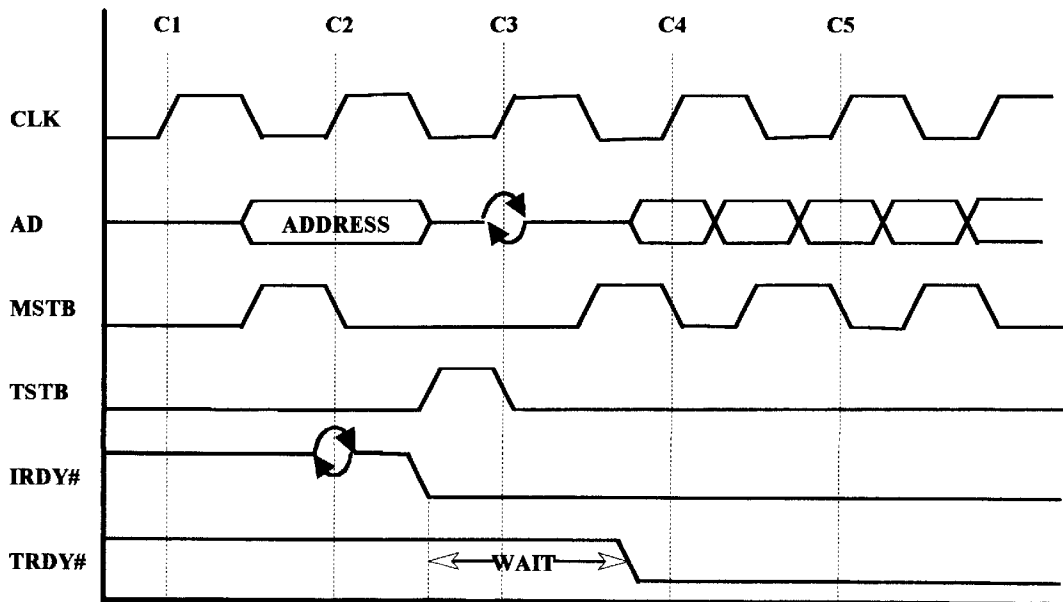 C1 C2 C3 C4 C5
CLK
AD ADDRESS
MSTB
TSTB
IRDY#
TRDY# WAIT